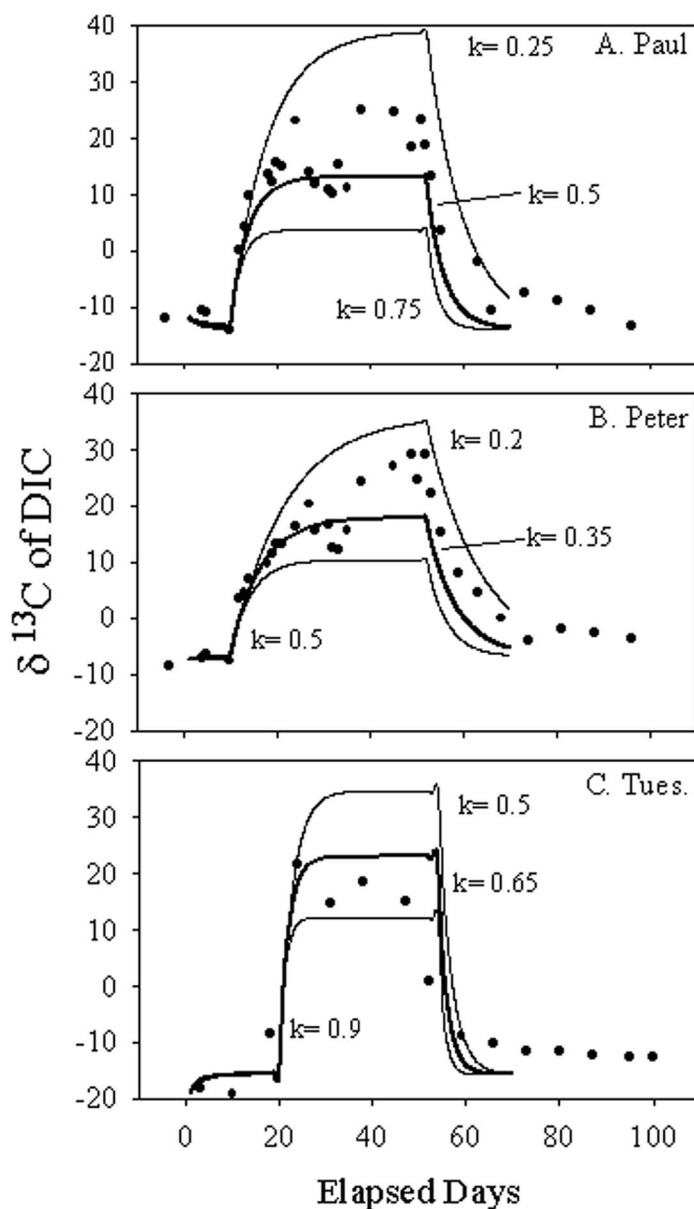 δ 13C of DIC
40
30
20
10
0
-10
-20
k= 0.25
A. Paul
k= 0.5
k= 0.75
40
30
20
10
0
-10
-20
B. Peter
k= 0.2
k= 0.35
k= 0.5
40
30
20
10
0
-10
-20
C. Tues.
k= 0.5
k= 0.65
k= 0.9
0 20 40 60 80 100
Elapsed Days